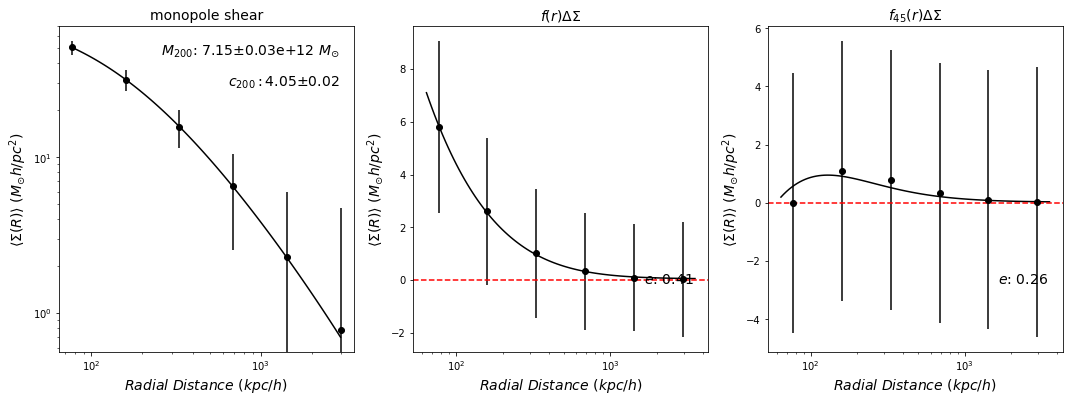 monopole shear
M₂₀₀: 7.15±0.03e+12 M⊙
c₂₀₀ : 4.05±0.02
10¹
10⁰
10²
10³
⟨Σ(R)⟩ (M⊙h/pc²)
Radial Distance (kpc/h)
f(r)ΔΣ
8
6
4
2
0
−2
e: 0.41
10²
10³
⟨Σ(R)⟩ (M⊙h/pc²)
Radial Distance (kpc/h)
f₄₅(r)ΔΣ
6
4
2
0
−2
−4
e: 0.26
10²
10³
⟨Σ(R)⟩ (M⊙h/pc²)
Radial Distance (kpc/h)